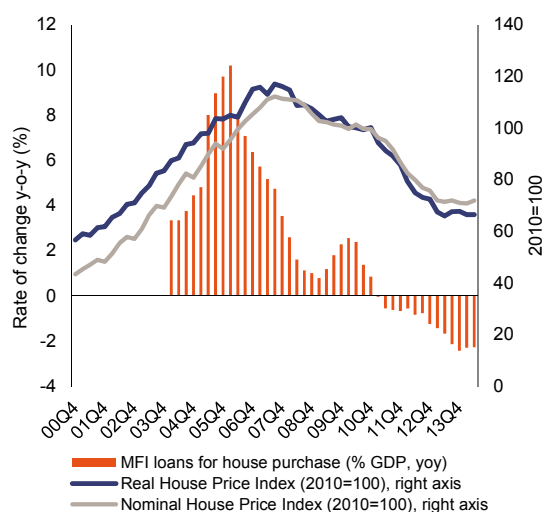 12
10
8
6
4
2
0
-2
-4
Rate of change y-o-y (%)
140
120
100
80
60
40
20
0
2010=100
00Q4
01Q4
02Q4
03Q4
04Q4
05Q4
06Q4
07Q4
08Q4
09Q4
10Q4
11Q4
12Q4
13Q4
MFI loans for house purchase (% GDP, yoy)
Real House Price Index (2010=100), right axis
Nominal House Price Index (2010=100), right axis